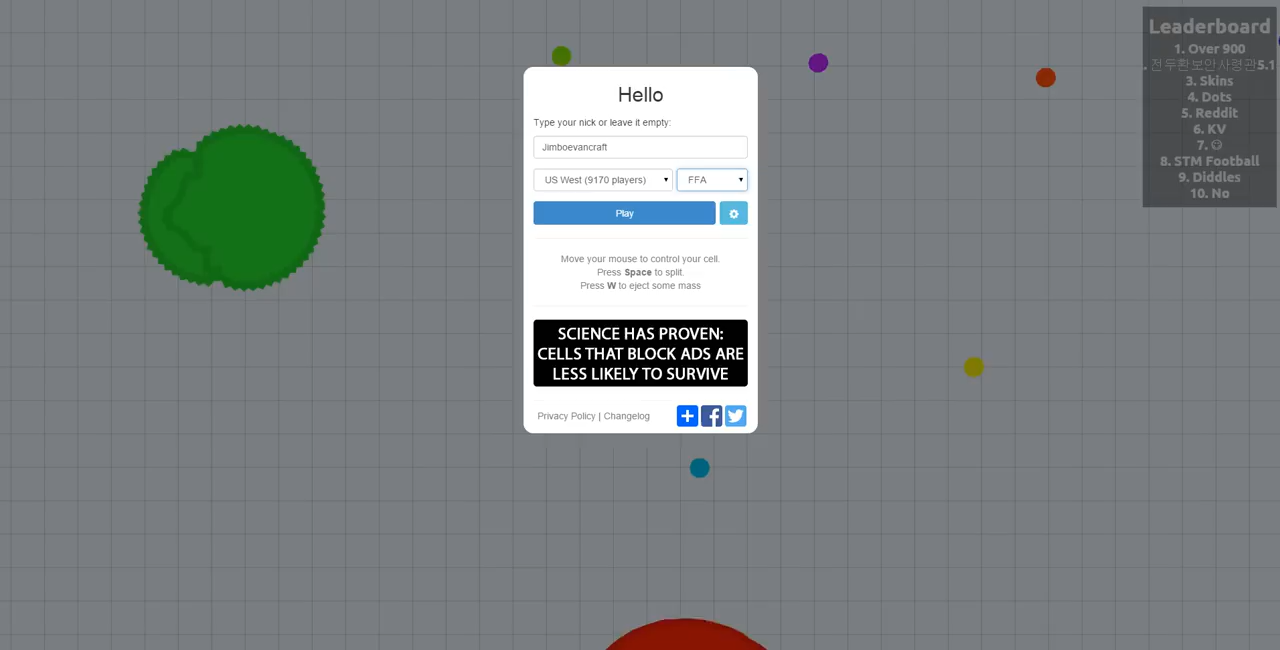 Hello
Type your nick or leave it empty:
Jimboevancraft
US West (9170 players)
FFA
Play
Move your mouse to control your cell.
Press Space to split.
Press W to eject some mass
SCIENCE HAS PROVEN:
CELLS THAT BLOCK ADS ARE
LESS LIKELY TO SURVIVE
Privacy Policy | Changelog
Leaderboard
1. Over 900
. 전두환보안사령관5.1
3. Skins
4. Dots
5. Reddit
6. KV
7. 😋
8. STM Football
9. Diddles
10. No